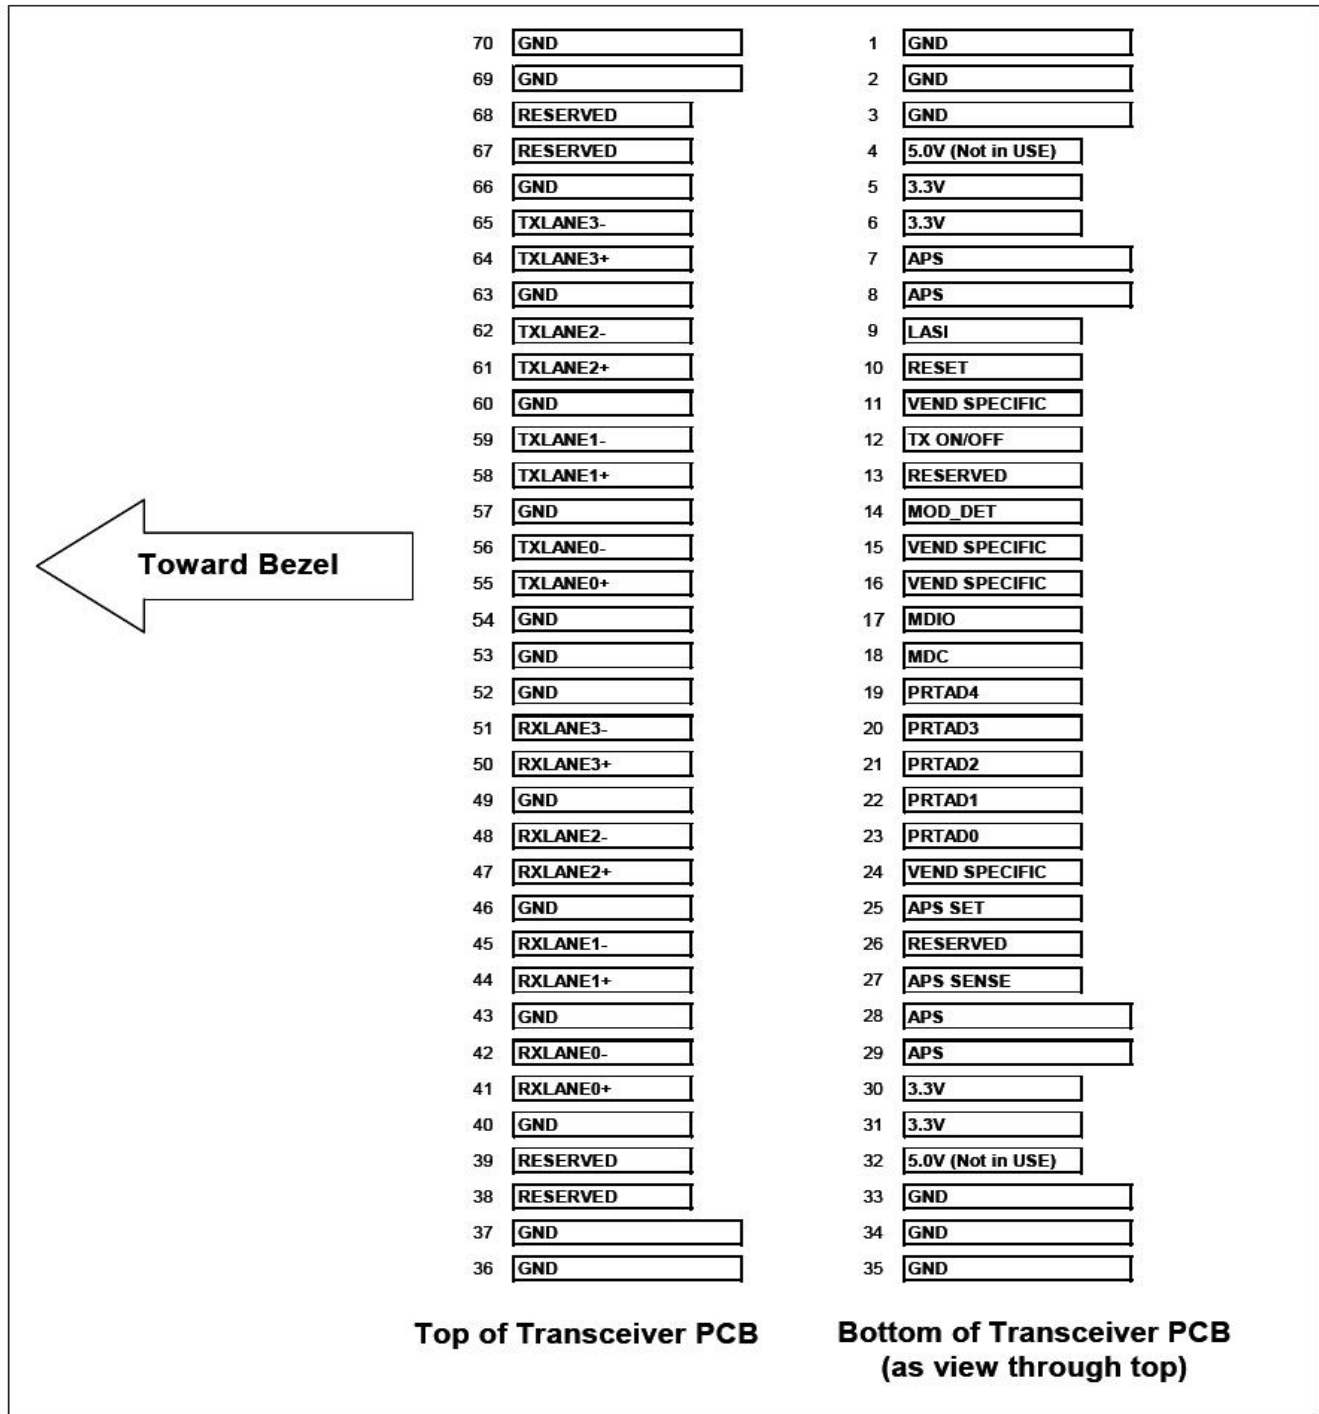 70 GND 1 GND
69 GND 2 GND
68 RESERVED 3 GND
67 RESERVED 4 5.0V (Not in USE)
66 GND 5 3.3V
65 TXLANE3- 6 3.3V
64 TXLANE3+ 7 APS
63 GND 8 APS
62 TXLANE2- 9 LASI
61 TXLANE2+ 10 RESET
60 GND 11 VEND SPECIFIC
59 TXLANE1- 12 TX ON/OFF
58 TXLANE1+ 13 RESERVED
57 GND 14 MOD_DET
56 TXLANE0- 15 VEND SPECIFIC
Toward Bezel
55 TXLANE0+ 16 VEND SPECIFIC
54 GND 17 MDIO
53 GND 18 MDC
52 GND 19 PRTAD4
51 RXLANE3- 20 PRTAD3
50 RXLANE3+ 21 PRTAD2
49 GND 22 PRTAD1
48 RXLANE2- 23 PRTAD0
47 RXLANE2+ 24 VEND SPECIFIC
46 GND 25 APS SET
45 RXLANE1- 26 RESERVED
44 RXLANE1+ 27 APS SENSE
43 GND 28 APS
42 RXLANE0- 29 APS
41 RXLANE0+ 30 3.3V
40 GND 31 3.3V
39 RESERVED 32 5.0V (Not in USE)
38 RESERVED 33 GND
37 GND 34 GND
36 GND 35 GND
Top of Transceiver PCB
Bottom of Transceiver PCB
(as view through top)